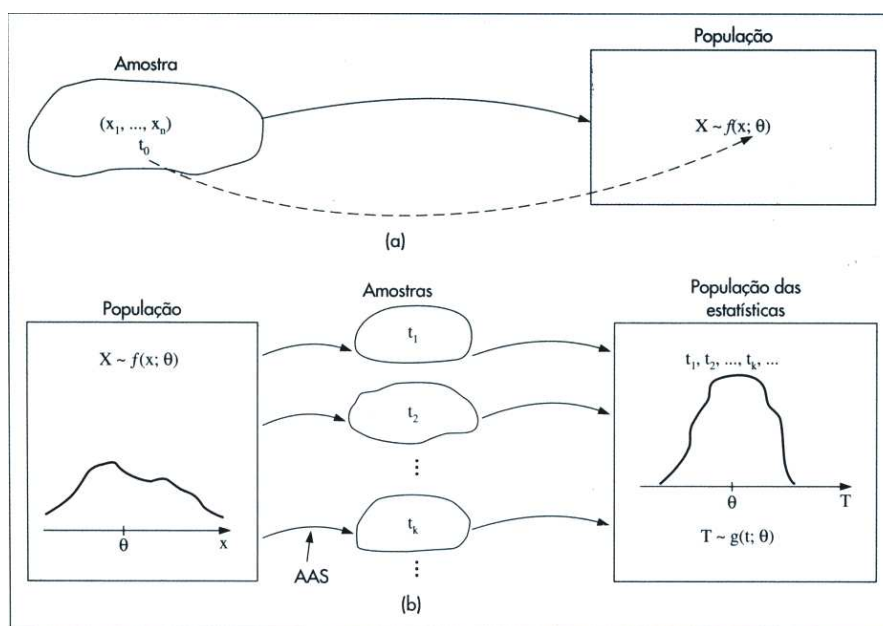 Amostra
(x₁, ..., xₙ)
t₀
População
X ~ f(x; θ)
(a)
População
X ~ f(x; θ)
θ
x
Amostras
t₁
t₂
⋮
tₖ
⋮
AAS
População das
estatísticas
t₁, t₂, ..., tₖ, ...
θ
T
T ~ g(t; θ)
(b)